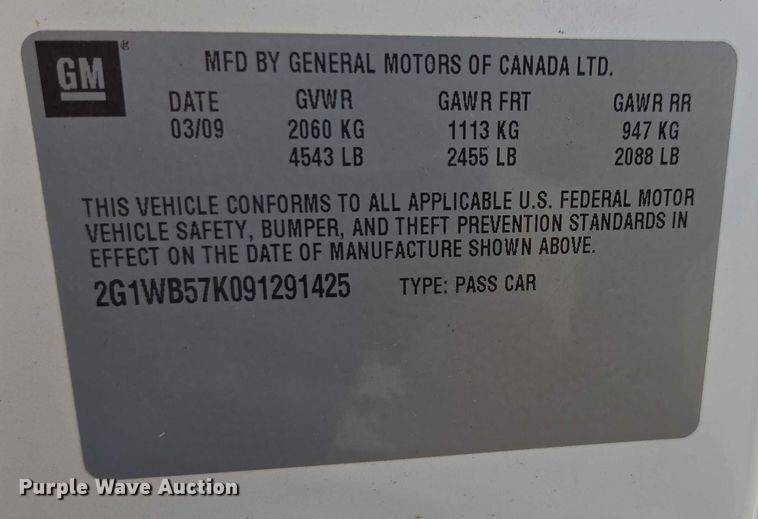 GM®
MFD BY GENERAL MOTORS OF CANADA LTD.
DATE GVWR GAWR FRT GAWR RR
03/09 2060 KG 1113 KG 947 KG
4543 LB 2455 LB 2088 LB
THIS VEHICLE CONFORMS TO ALL APPLICABLE U.S. FEDERAL MOTOR
VEHICLE SAFETY, BUMPER, AND THEFT PREVENTION STANDARDS IN
EFFECT ON THE DATE OF MANUFACTURE SHOWN ABOVE.
2G1WB57K091291425 TYPE: PASS CAR
Purple Wave Auction